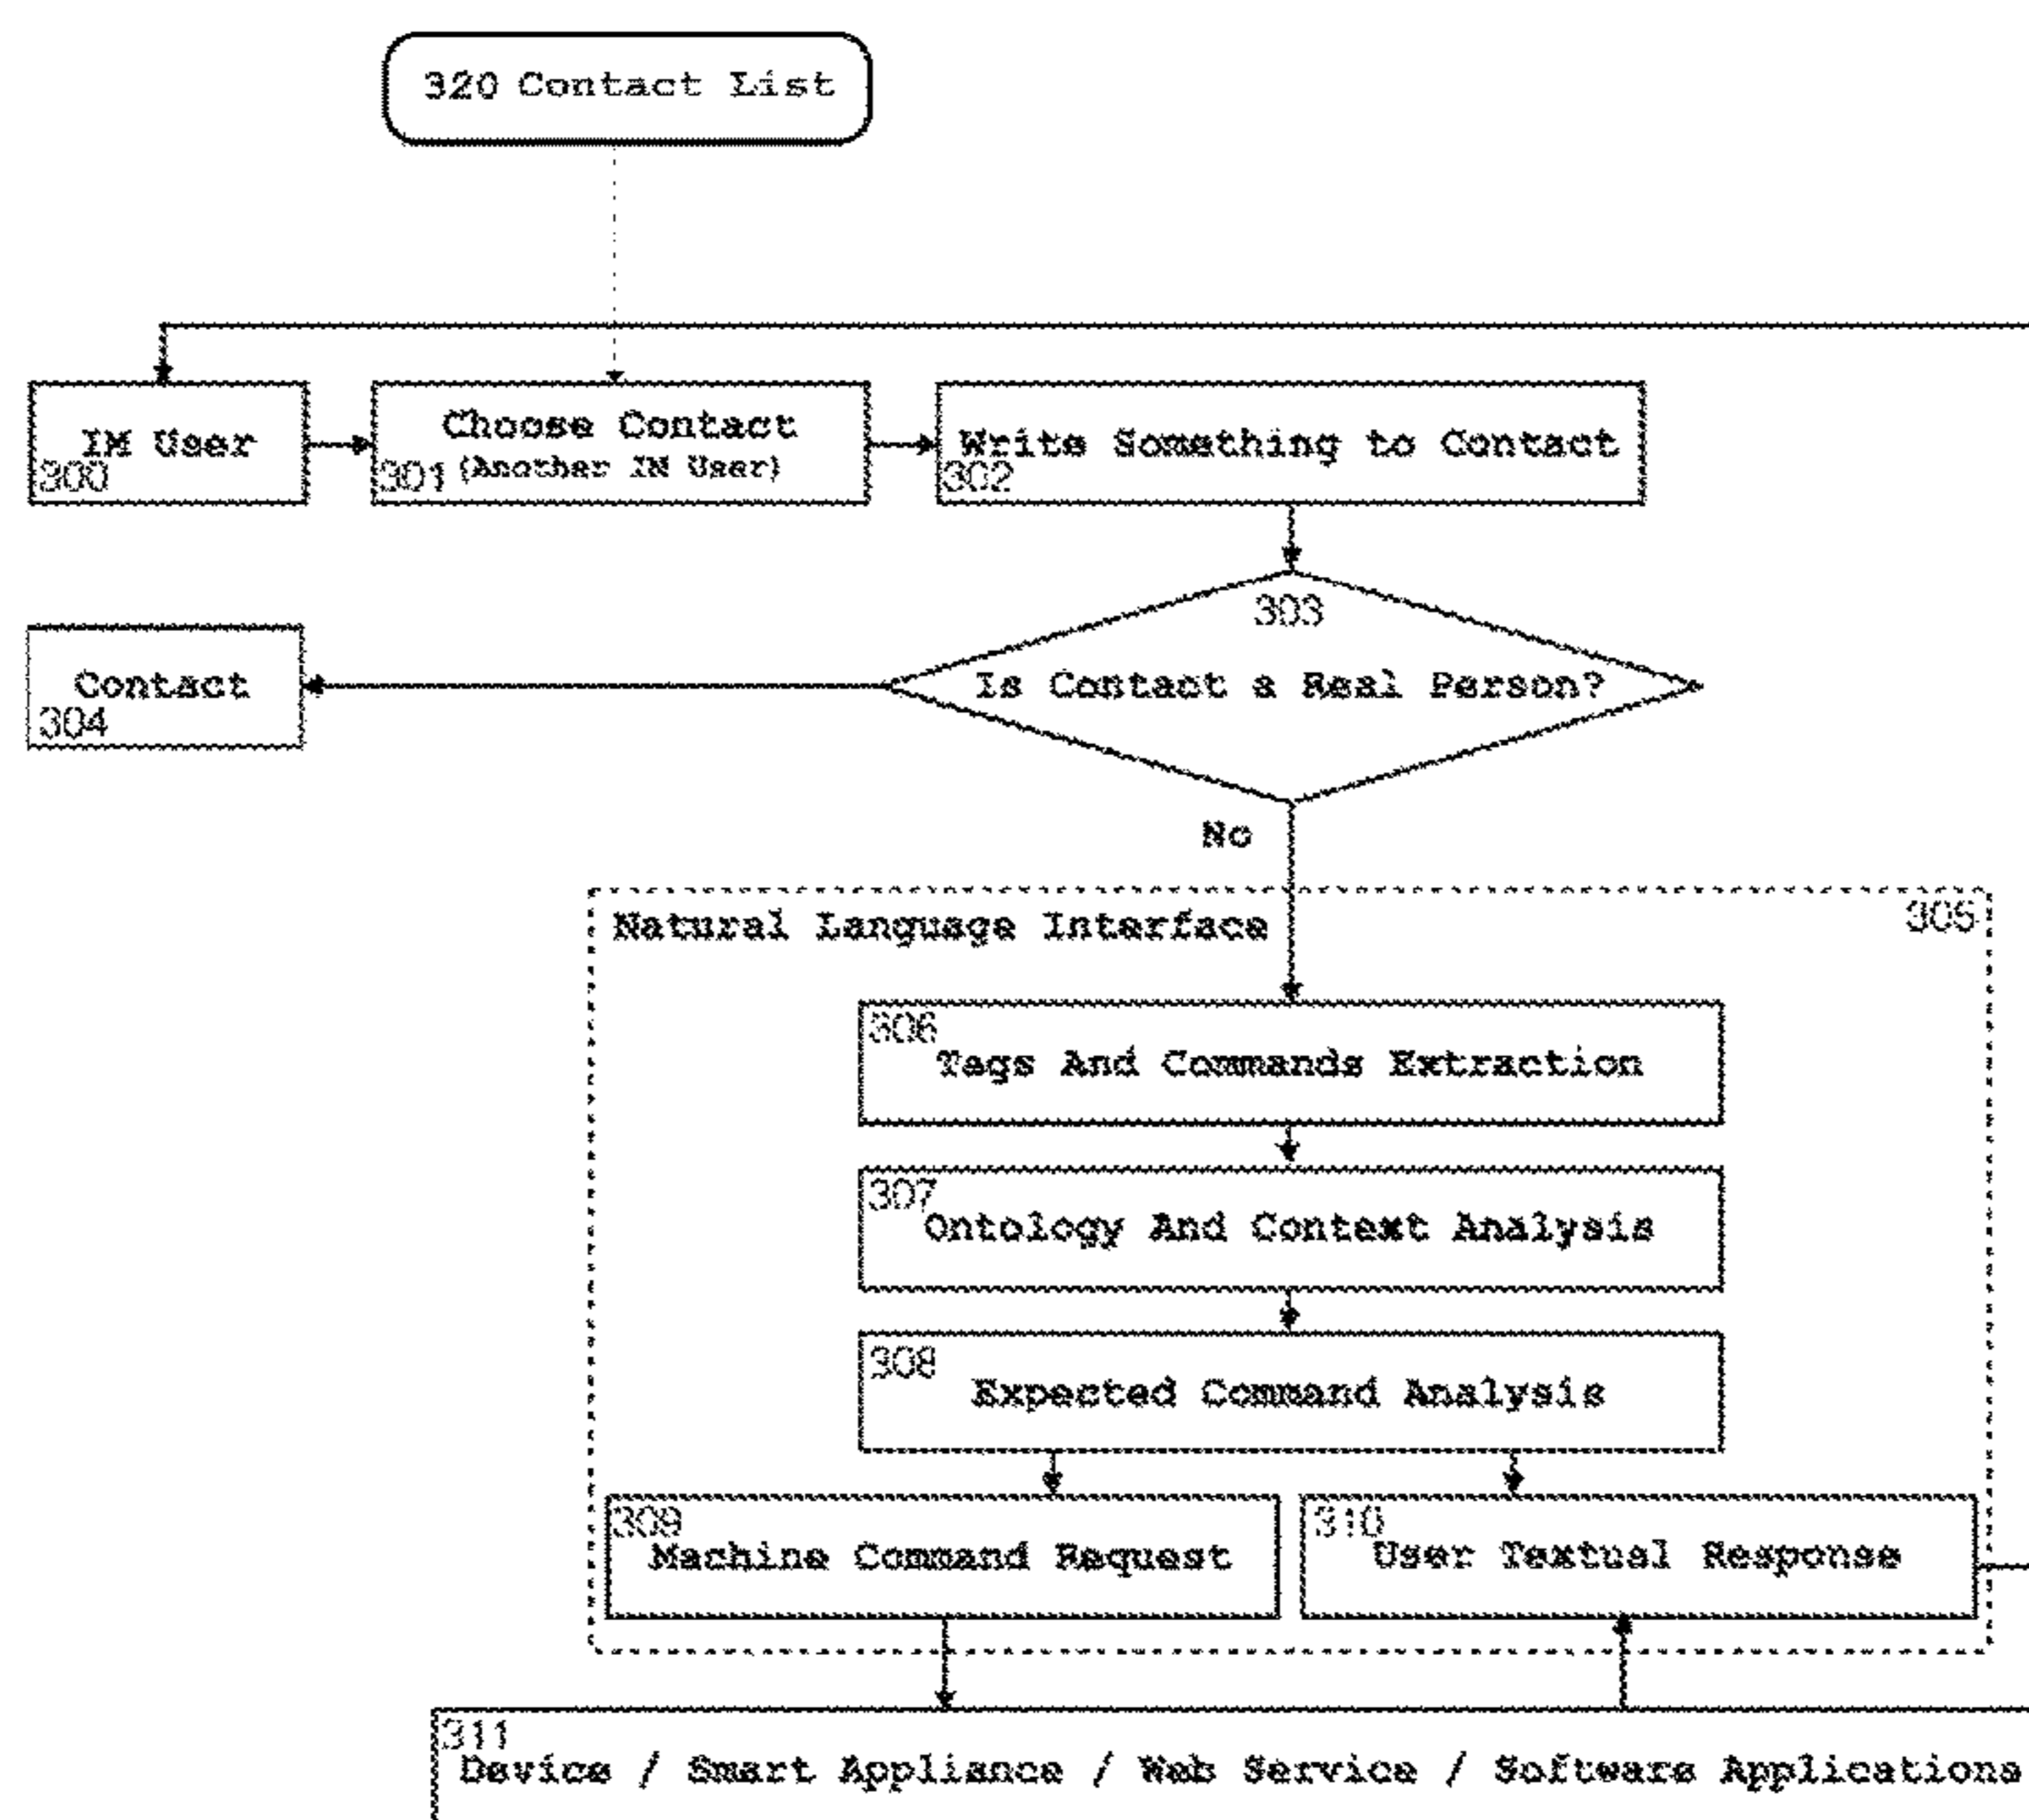 320 Contact List
IM User
300
Choose Contact
301 (Another IM User)
Write Something to Contact
302
303
Is Contact a Real Person?
Contact
304
No
Natural Language Interface
305
306
Tags And Commands Extraction
307
Ontology And Context Analysis
308
Expected Command Analysis
309
Machine Command Request
310
User Textual Response
311
Device / Smart Appliance / Web Service / Software Applications